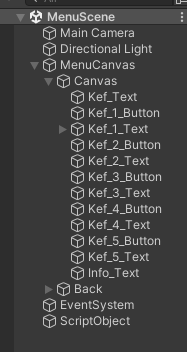 MenuScene
Main Camera
Directional Light
MenuCanvas
Canvas
Kef_Text
Kef_1_Button
Kef_1_Text
Kef_2_Button
Kef_2_Text
Kef_3_Button
Kef_3_Text
Kef_4_Button
Kef_4_Text
Kef_5_Button
Kef_5_Text
Info_Text
Back
EventSystem
ScriptObject